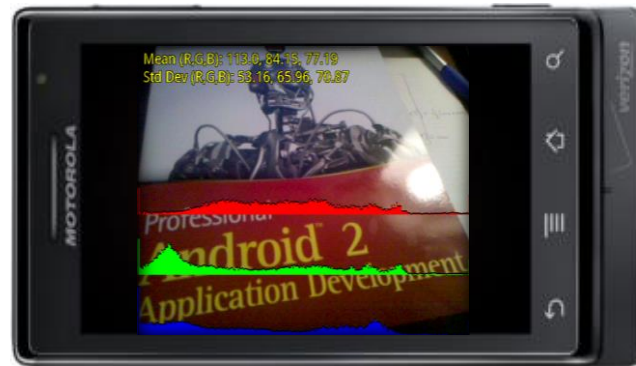 Mean (R,G,B): 113.0, 84.15, 77.19
Std Dev (R,G,B): 53.16, 65.96, 78.87
Professional
Android 2
Application Development
MOTOROLA
verizon